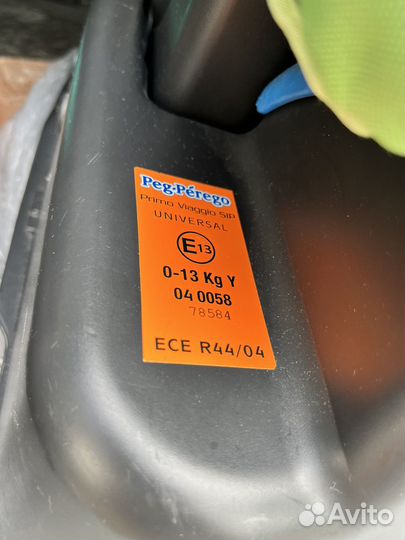 Peg-Pérego
Primo Viaggio SIP
UNIVERSAL
E13
0-13 Kg Y
04 0058
78584
ECE R44/04
Avito